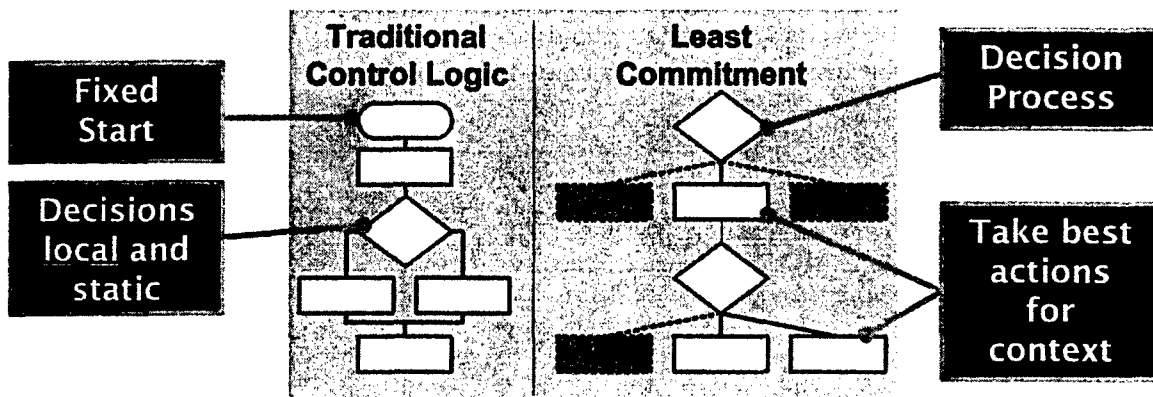 Traditional
Control Logic
Least
Commitment
Fixed
Start
Decisions
local and
static
Decision
Process
Take best
actions
for
context